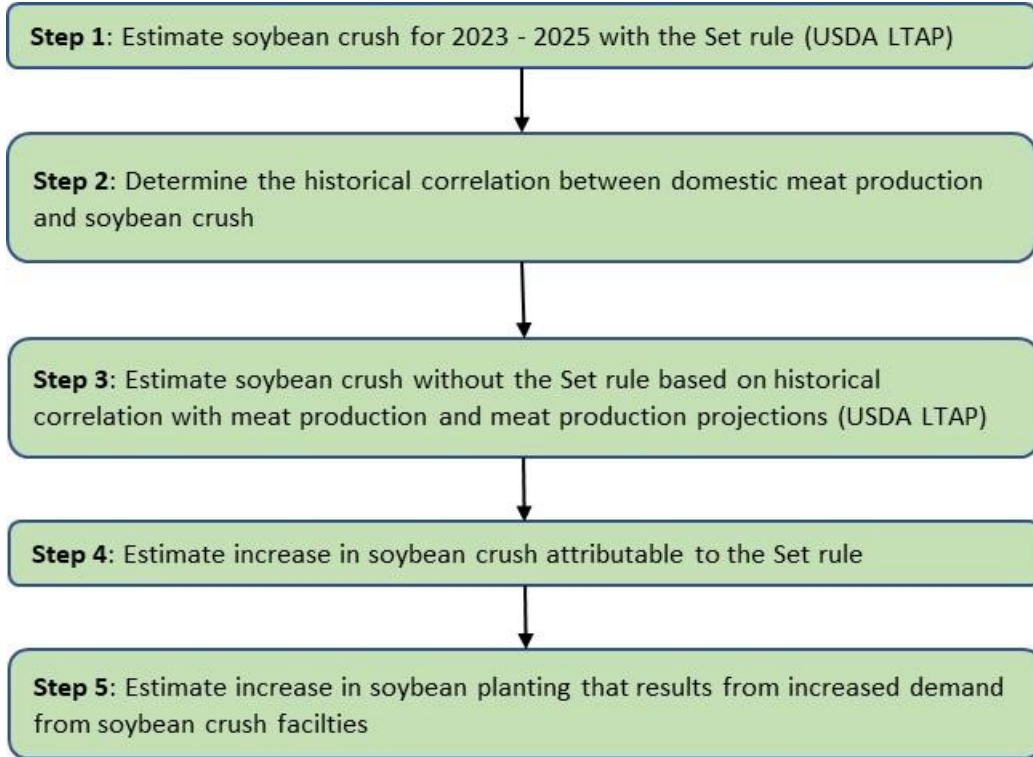 Step 1: Estimate soybean crush for 2023 - 2025 with the Set rule (USDA LTAP)
Step 2: Determine the historical correlation between domestic meat production
and soybean crush
Step 3: Estimate soybean crush without the Set rule based on historical
correlation with meat production and meat production projections (USDA LTAP)
Step 4: Estimate increase in soybean crush attributable to the Set rule
Step 5: Estimate increase in soybean planting that results from increased demand
from soybean crush facilties